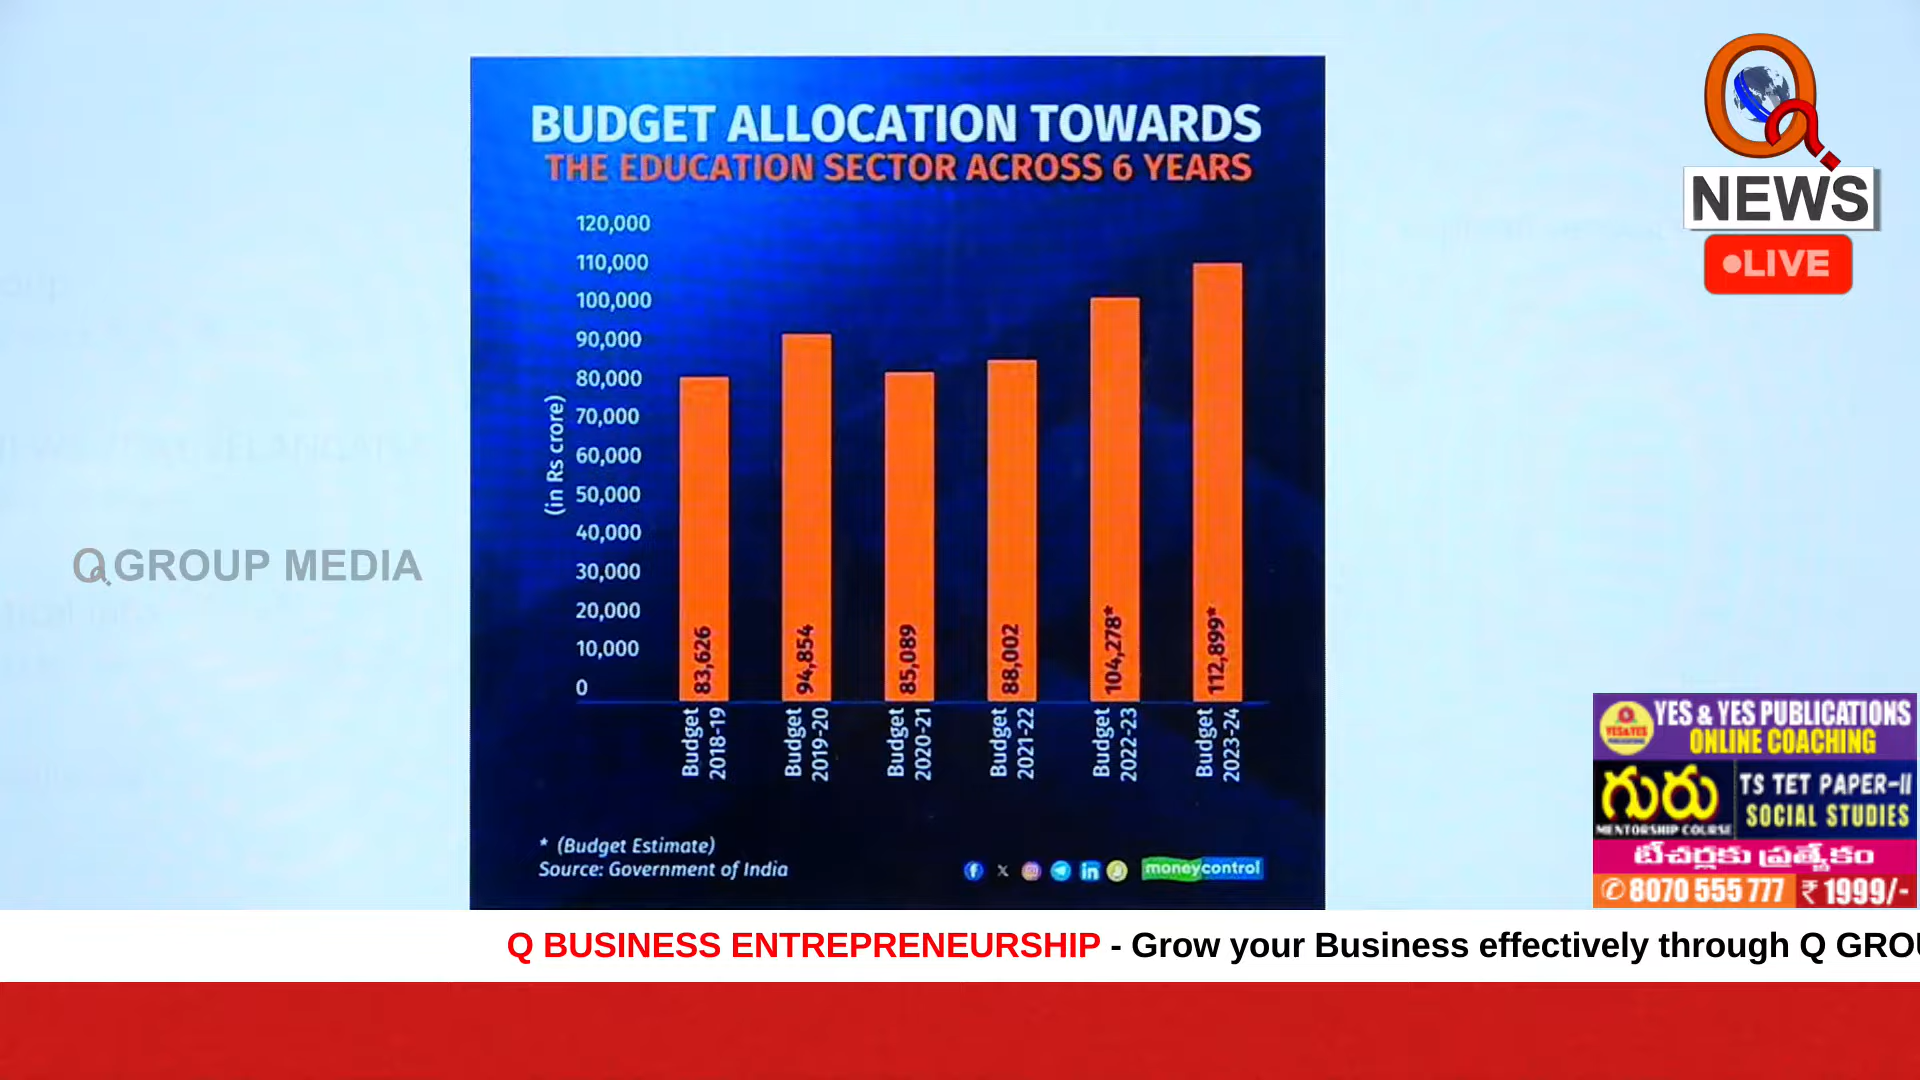 BUDGET ALLOCATION TOWARDS
THE EDUCATION SECTOR ACROSS 6 YEARS
(in Rs crore)
120,000
110,000
100,000
90,000
80,000
70,000
60,000
50,000
40,000
30,000
20,000
10,000
0
83,626
94,854
85,089
88,002
104,278*
112,899*
Budget
2018-19
Budget
2019-20
Budget
2020-21
Budget
2021-22
Budget
2022-23
Budget
2023-24
* (Budget Estimate)
Source: Government of India
moneycontrol
Q
NEWS
LIVE
Q GROUP MEDIA
YES & YES PUBLICATIONS
ONLINE COACHING
గురు
MENTORSHIP COURSE
TS TET PAPER-II
SOCIAL STUDIES
టీచర్లకు ప్రత్యేకం
8070 555 777
₹ 1999/-
Q BUSINESS ENTREPRENEURSHIP - Grow your Business effectively through Q GROU